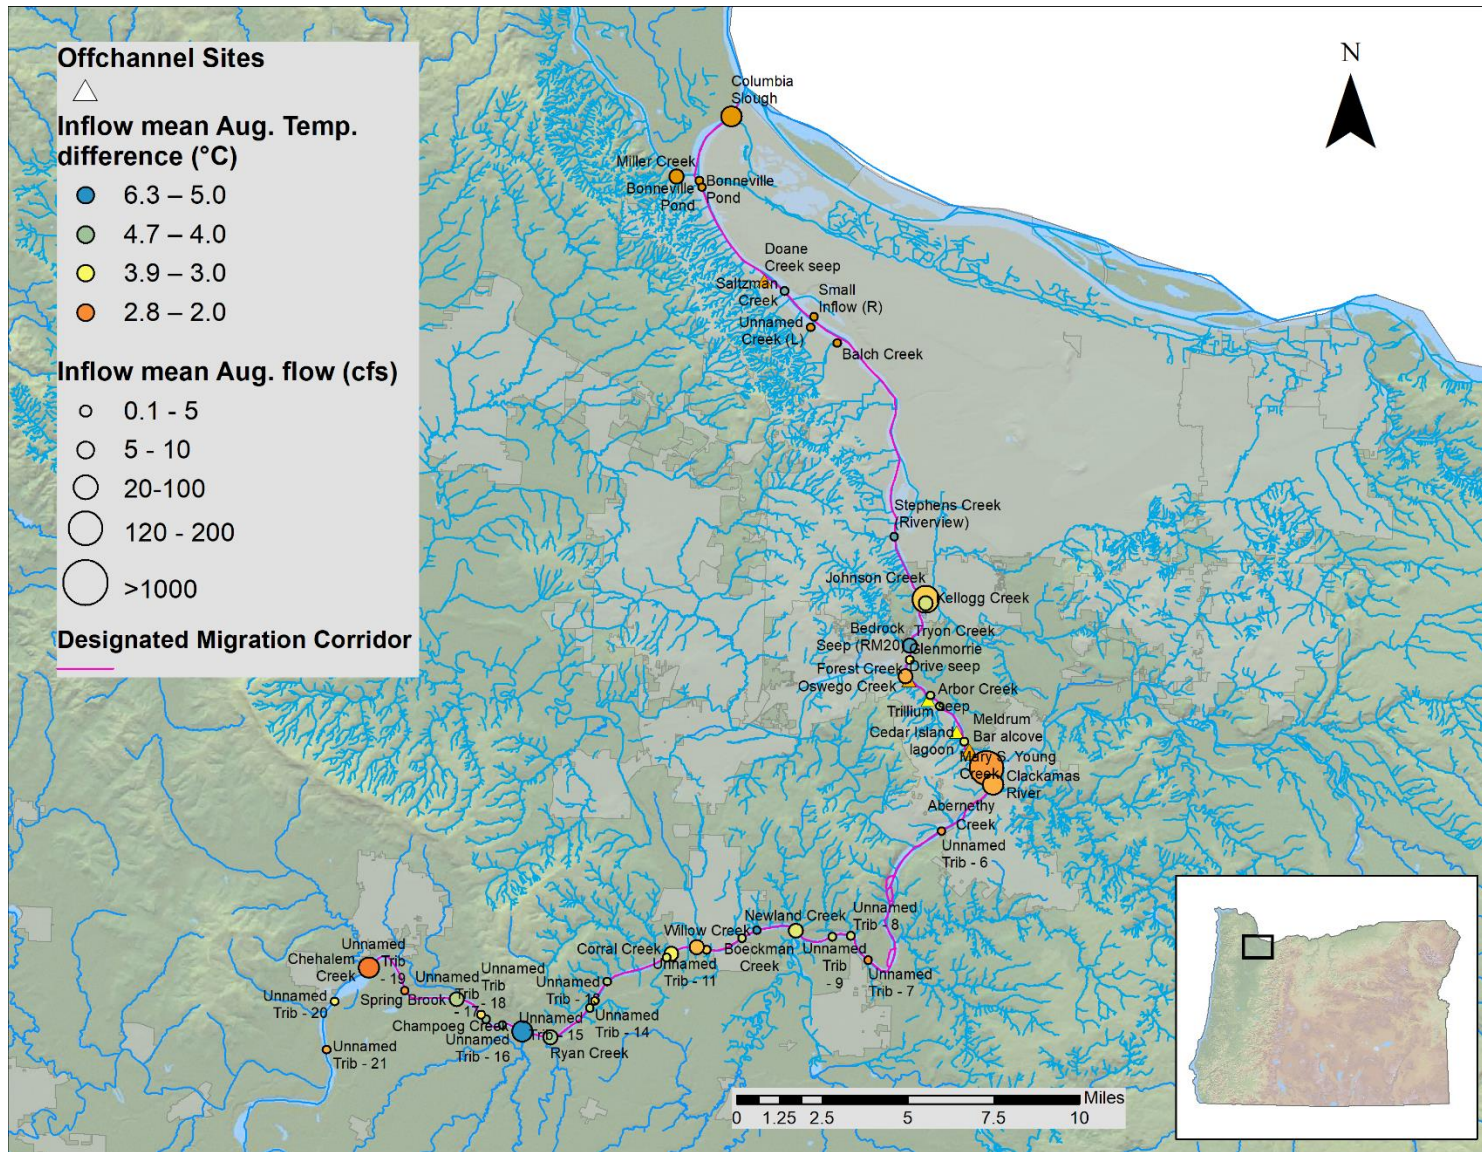 Offchannel Sites
Inflow mean Aug. Temp.
difference (°C)
6.3 – 5.0
4.7 – 4.0
3.9 – 3.0
2.8 – 2.0
Inflow mean Aug. flow (cfs)
0.1 - 5
5 - 10
20-100
120 - 200
>1000
Designated Migration Corridor
N
Columbia
Slough
Miller Creek
Bonneville
Pond
Bonneville
Pond
Doane
Creek seep
Saltzman
Creek
Small
Inflow (R)
Unnamed
Creek (L)
Balch Creek
Stephens Creek
(Riverview)
Johnson Creek
Kellogg Creek
Bedrock
Seep (RM20)
Tryon Creek
Glenmorrie
Drive seep
Forest Creek
Oswego Creek
Arbor Creek
seep
Trillium
Cedar Island
lagoon
Meldrum
Bar alcove
Mary S. Young
Creek
Clackamas
River
Abernethy
Creek
Unnamed
Trib - 6
Newland Creek
Unnamed
Trib - 8
Willow Creek
Boeckman
Creek
Unnamed
Trib
- 9
Unnamed
Trib - 7
Corral Creek
Unnamed
Trib - 11
Unnamed
Trib
- 19
Chehalem
Creek
Unnamed
Trib - 20
Spring Brook
Unnamed
Trib
- 17
Unnamed
Trib
- 18
Unnamed
Unnamed
Trib - 14
Champoeg Creek
Unnamed
Trib - 15
Unnamed
Trib - 16
Ryan Creek
Unnamed
Trib - 21
Miles
0 1.25 2.5 5 7.5 10